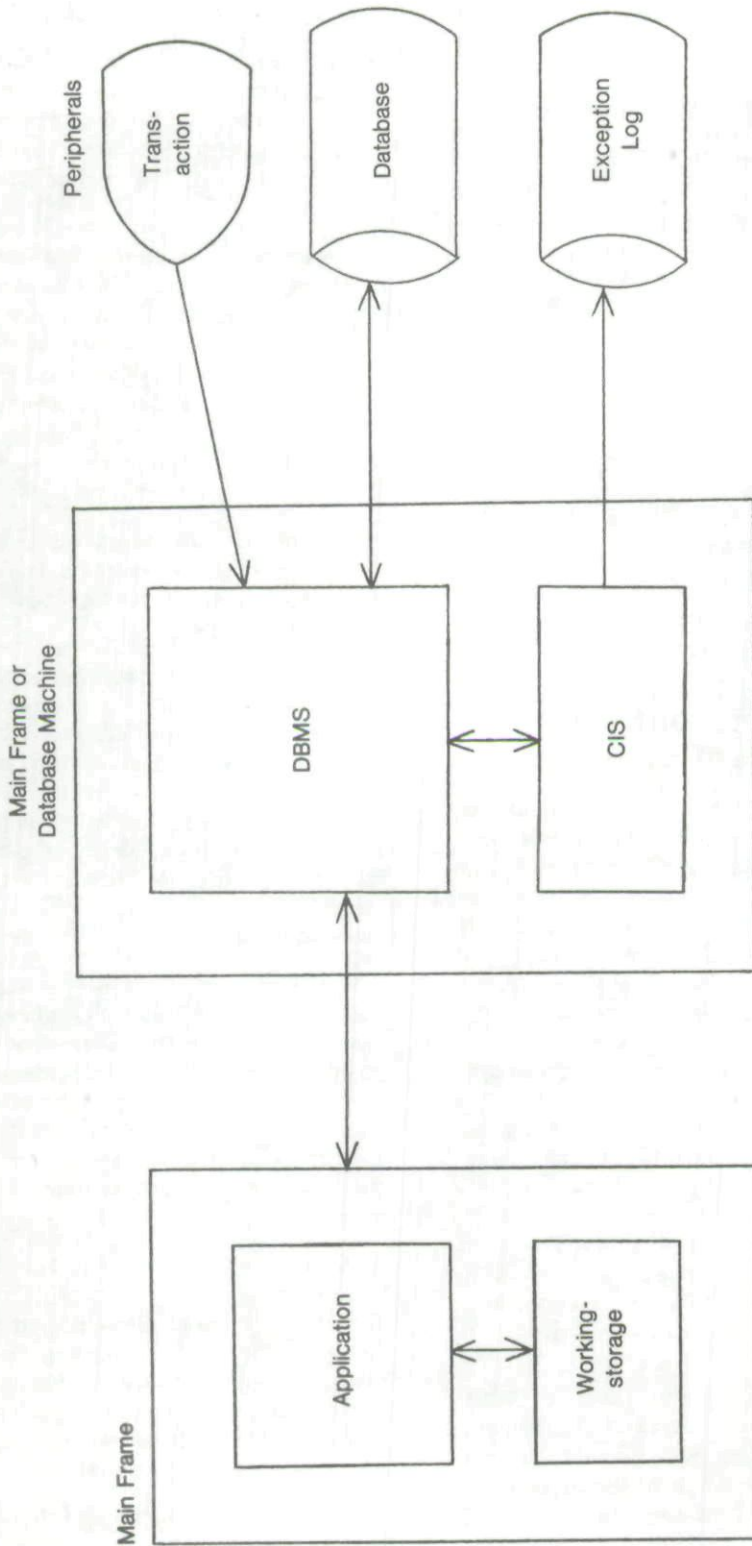 Main Frame
Application
Working-
storage
Main Frame or
Database Machine
DBMS
CIS
Peripherals
Trans-
action
Database
Exception
Log